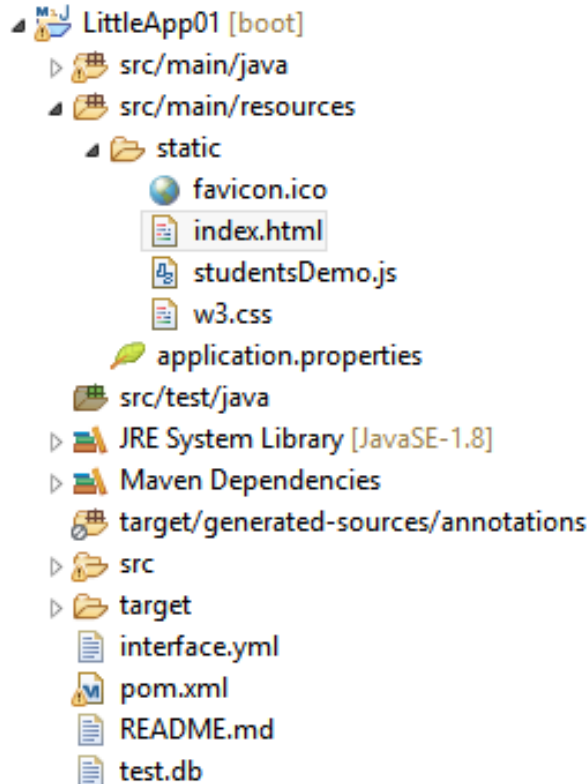 LittleApp01 [boot]
src/main/java
src/main/resources
static
favicon.ico
index.html
studentsDemo.js
w3.css
application.properties
src/test/java
JRE System Library [JavaSE-1.8]
Maven Dependencies
target/generated-sources/annotations
src
target
interface.yml
pom.xml
README.md
test.db